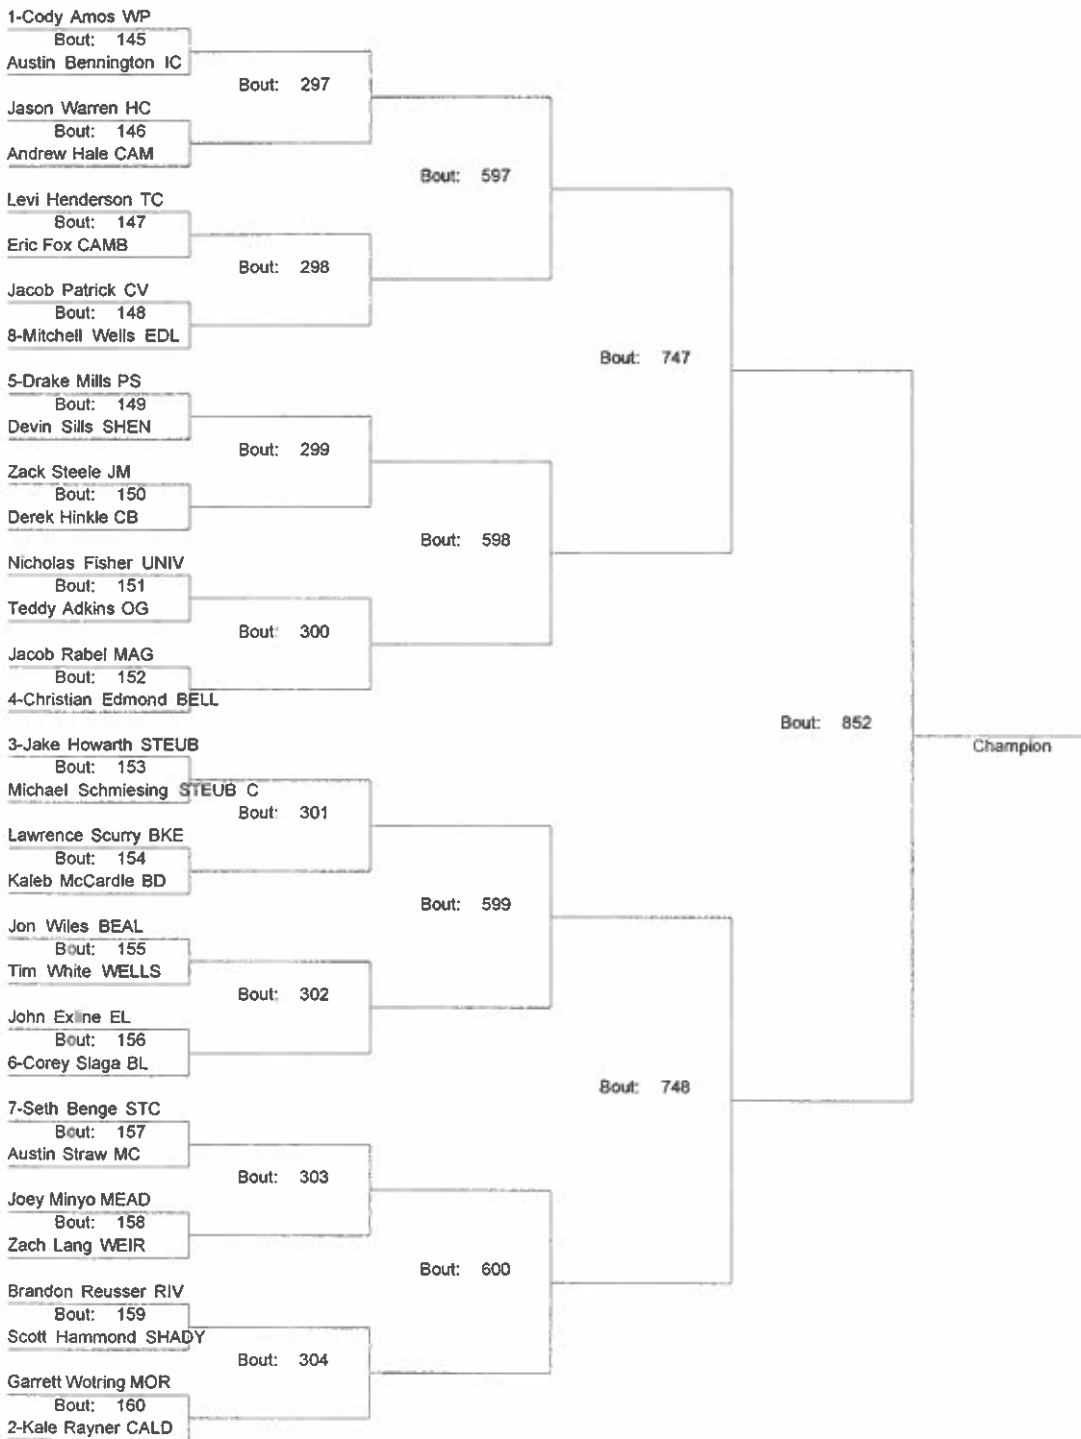 1-Cody Amos WP
Bout: 145
Austin Bennington IC
Bout: 297
Jason Warren HC
Bout: 146
Andrew Hale CAM
Bout: 597
Levi Henderson TC
Bout: 147
Eric Fox CAMB
Bout: 298
Jacob Patrick CV
Bout: 148
8-Mitchell Wells EDL
Bout: 747
5-Drake Mills PS
Bout: 149
Devin Sills SHEN
Bout: 299
Zack Steele JM
Bout: 150
Derek Hinkle CB
Bout: 598
Nicholas Fisher UNIV
Bout: 151
Teddy Adkins OG
Bout: 300
Jacob Rabel MAG
Bout: 152
4-Christian Edmond BELL
Bout: 852
Champion
3-Jake Howarth STEUB
Bout: 153
Michael Schmiesing STEUB C
Bout: 301
Lawrence Scurry BKE
Bout: 154
Kaleb McCardle BD
Bout: 599
Jon Wiles BEAL
Bout: 155
Tim White WELLS
Bout: 302
John Exline EL
Bout: 156
6-Corey Slaga BL
Bout: 748
7-Seth Benge STC
Bout: 157
Austin Straw MC
Bout: 303
Joey Minyo MEAD
Bout: 158
Zach Lang WEIR
Bout: 600
Brandon Reusser RIV
Bout: 159
Scott Hammond SHADY
Bout: 304
Garrett Wotring MOR
Bout: 160
2-Kale Rayner CALD